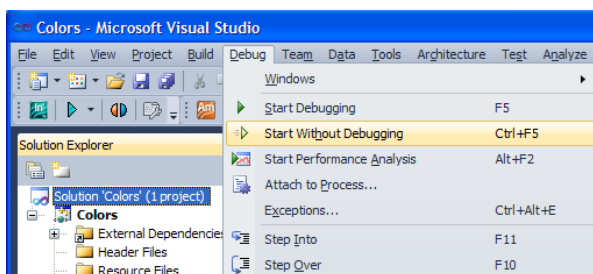 Colors - Microsoft Visual Studio
File Edit View Project Build Debug Team Data Tools Architecture Test Analyze
Windows
Start Debugging F5
Solution Explorer
Start Without Debugging Ctrl+F5
Start Performance Analysis Alt+F2
Attach to Process...
Solution 'Colors' (1 project)
Colors
Exceptions... Ctrl+Alt+E
External Dependencies
Step Into F11
Header Files
Resource Files
Step Over F10